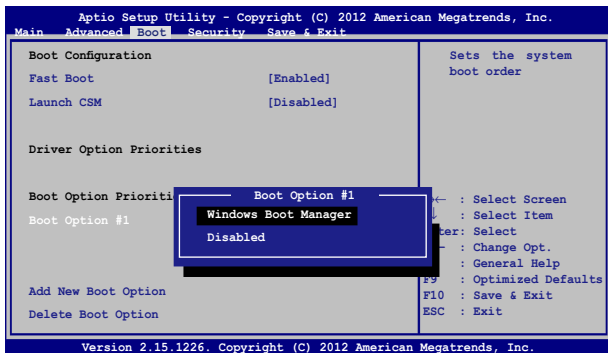 Aptio Setup Utility - Copyright (C) 2012 American Megatrends, Inc.
Main Advanced Boot Security Save & Exit
Boot Configuration
Fast Boot [Enabled]
Launch CSM [Disabled]
Driver Option Priorities
Boot Option Prioriti
Boot Option #1
Add New Boot Option
Delete Boot Option
Boot Option #1
Windows Boot Manager
Disabled
Sets the system
boot order
→← : Select Screen
↓ : Select Item
ter: Select
— : Change Opt.
: General Help
F9 : Optimized Defaults
F10 : Save & Exit
ESC : Exit
Version 2.15.1226. Copyright (C) 2012 American Megatrends, Inc.